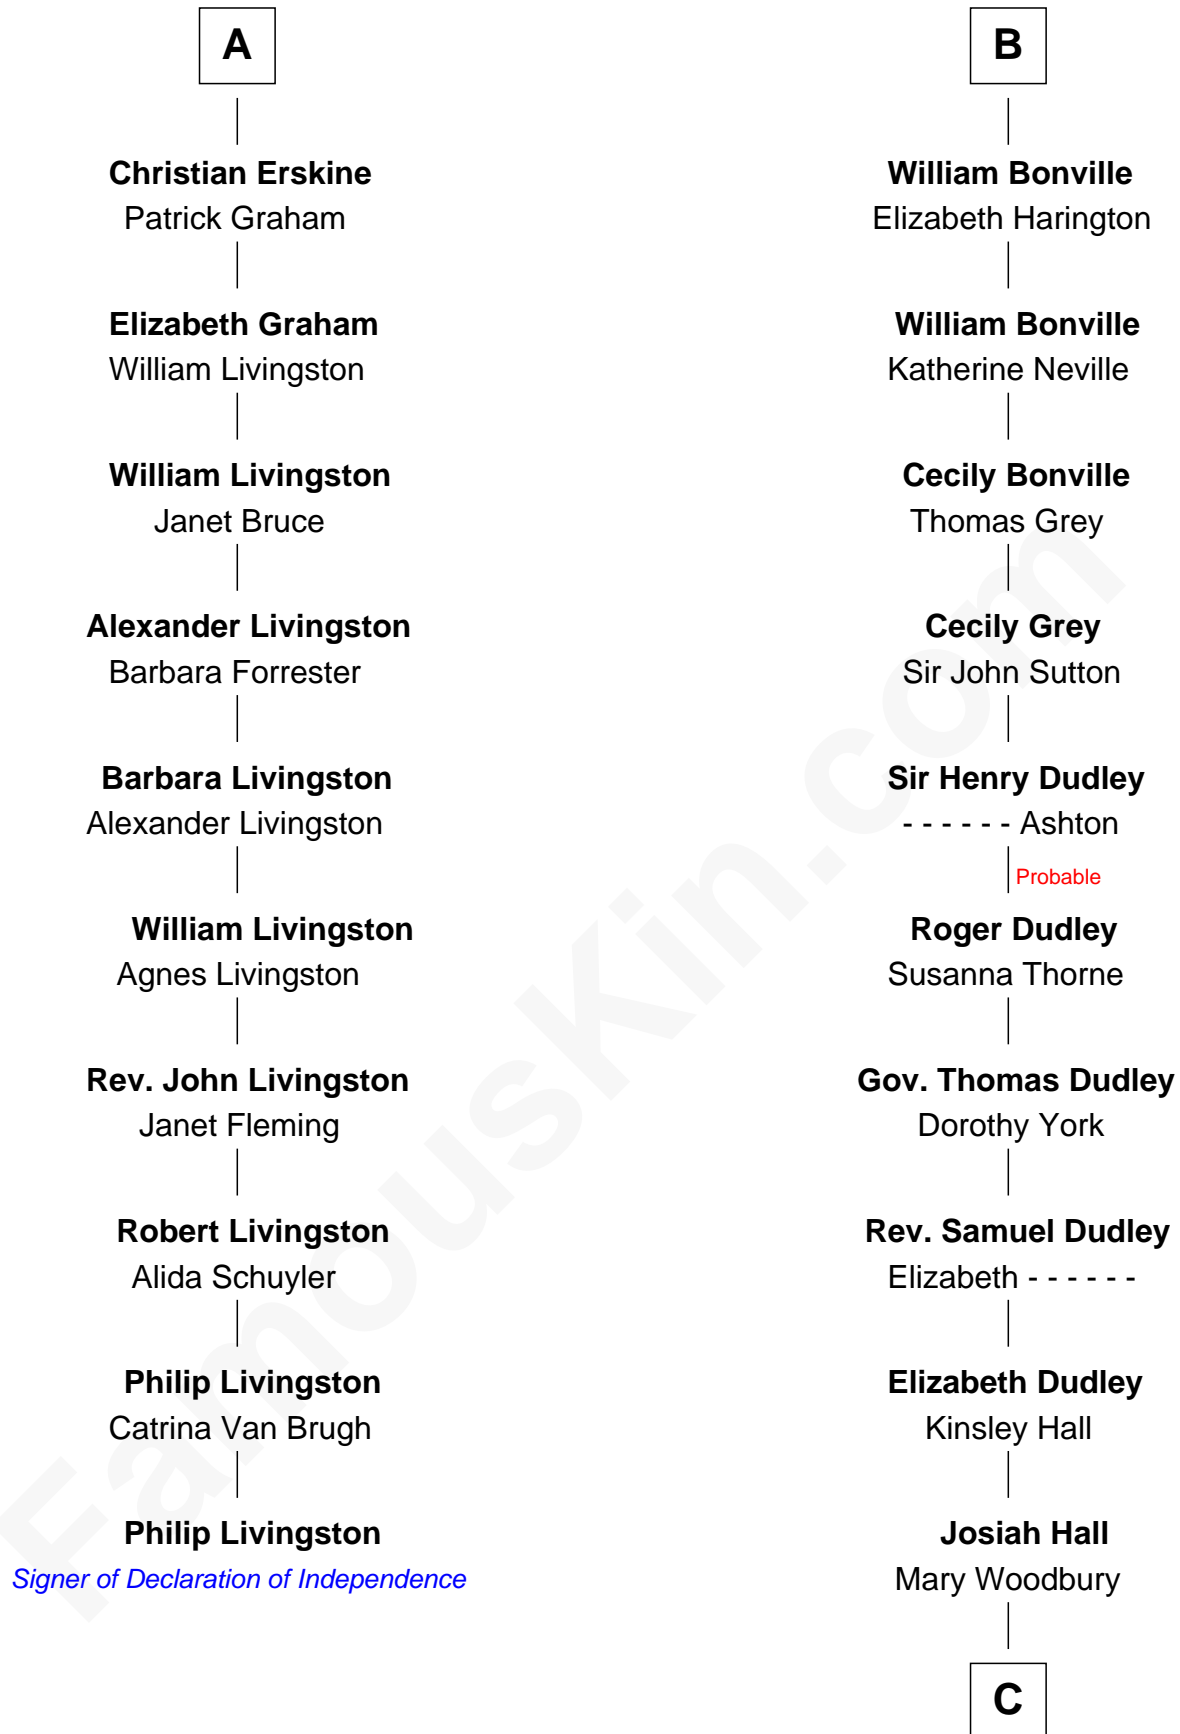 A
Christian Erskine
Patrick Graham
Elizabeth Graham
William Livingston
William Livingston
Janet Bruce
Alexander Livingston
Barbara Forrester
Barbara Livingston
Alexander Livingston
William Livingston
Agnes Livingston
Rev. John Livingston
Janet Fleming
Robert Livingston
Alida Schuyler
Philip Livingston
Catrina Van Brugh
Philip Livingston
Signer of Declaration of Independence
B
William Bonville
Elizabeth Harington
William Bonville
Katherine Neville
Cecily Bonville
Thomas Grey
Cecily Grey
Sir John Sutton
Sir Henry Dudley
- - - - - - Ashton
Probable
Roger Dudley
Susanna Thorne
Gov. Thomas Dudley
Dorothy York
Rev. Samuel Dudley
Elizabeth - - - - - -
Elizabeth Dudley
Kinsley Hall
Josiah Hall
Mary Woodbury
C
FamousKin.com